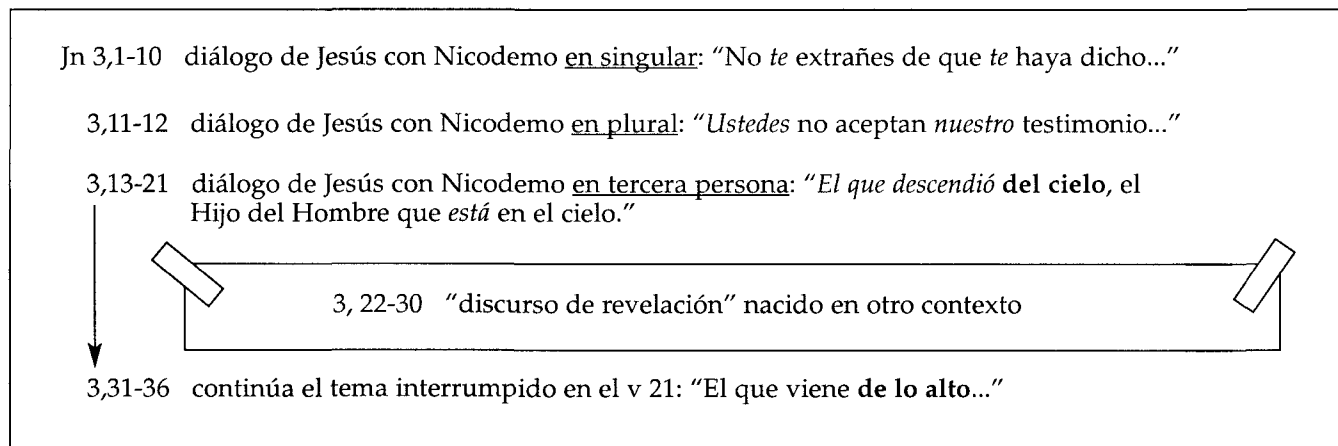 Jn 3,1-10 diálogo de Jesús con Nicodemo en singular: "No te extrañes de que te haya dicho..."
3,11-12 diálogo de Jesús con Nicodemo en plural: "Ustedes no aceptan nuestro testimonio..."
3,13-21 diálogo de Jesús con Nicodemo en tercera persona: "El que descendió del cielo, el
Hijo del Hombre que está en el cielo."
3, 22-30 "discurso de revelación" nacido en otro contexto
3,31-36 continúa el tema interrumpido en el v 21: "El que viene de lo alto..."